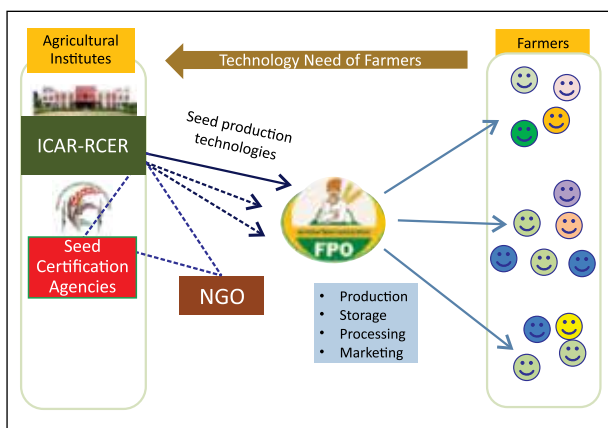 Agricultural
Institutes
Technology Need of Farmers
Farmers
ICAR-RCER
Seed production
technologies
Seed
Certification
Agencies
NGO
FPO
• Production
• Storage
• Processing
• Marketing